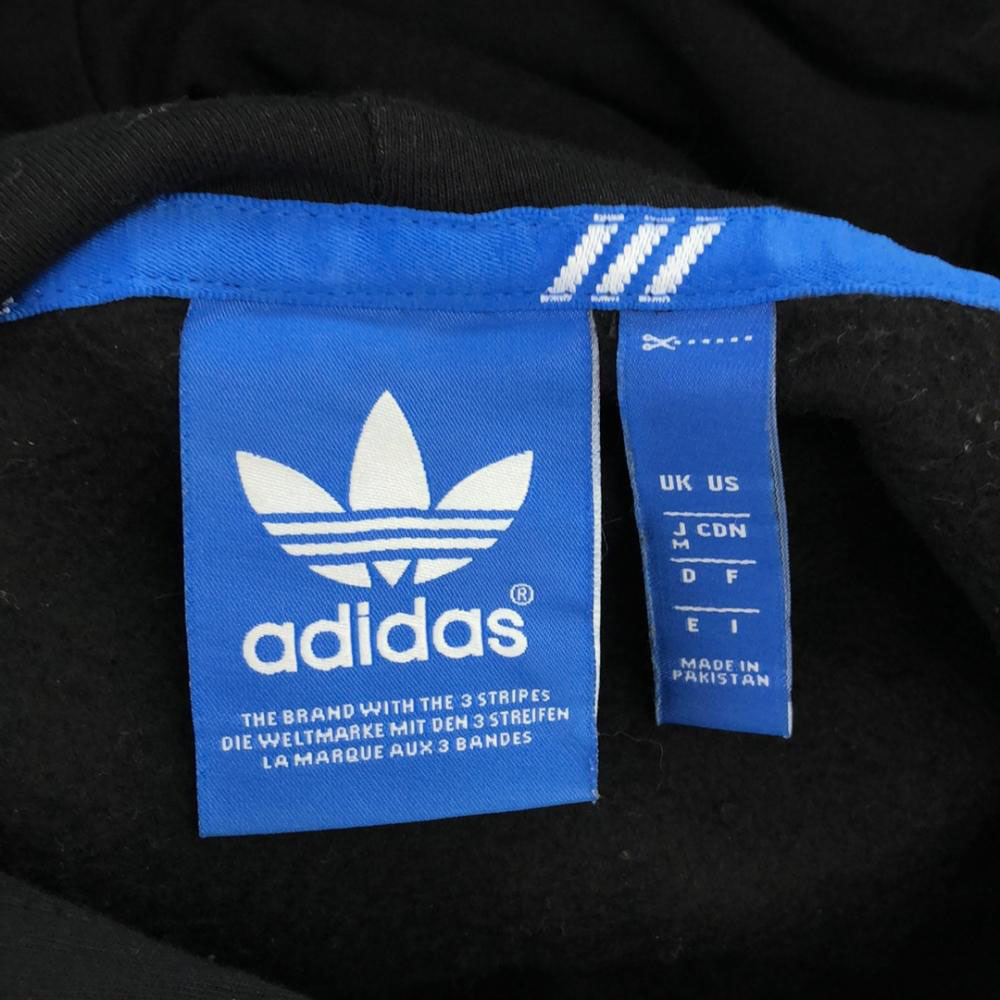 adidas®
THE BRAND WITH THE 3 STRIPES
DIE WELTMARKE MIT DEN 3 STREIFEN
LA MARQUE AUX 3 BANDES
UK US
J CDN
M
D F
E I
MADE IN
PAKISTAN